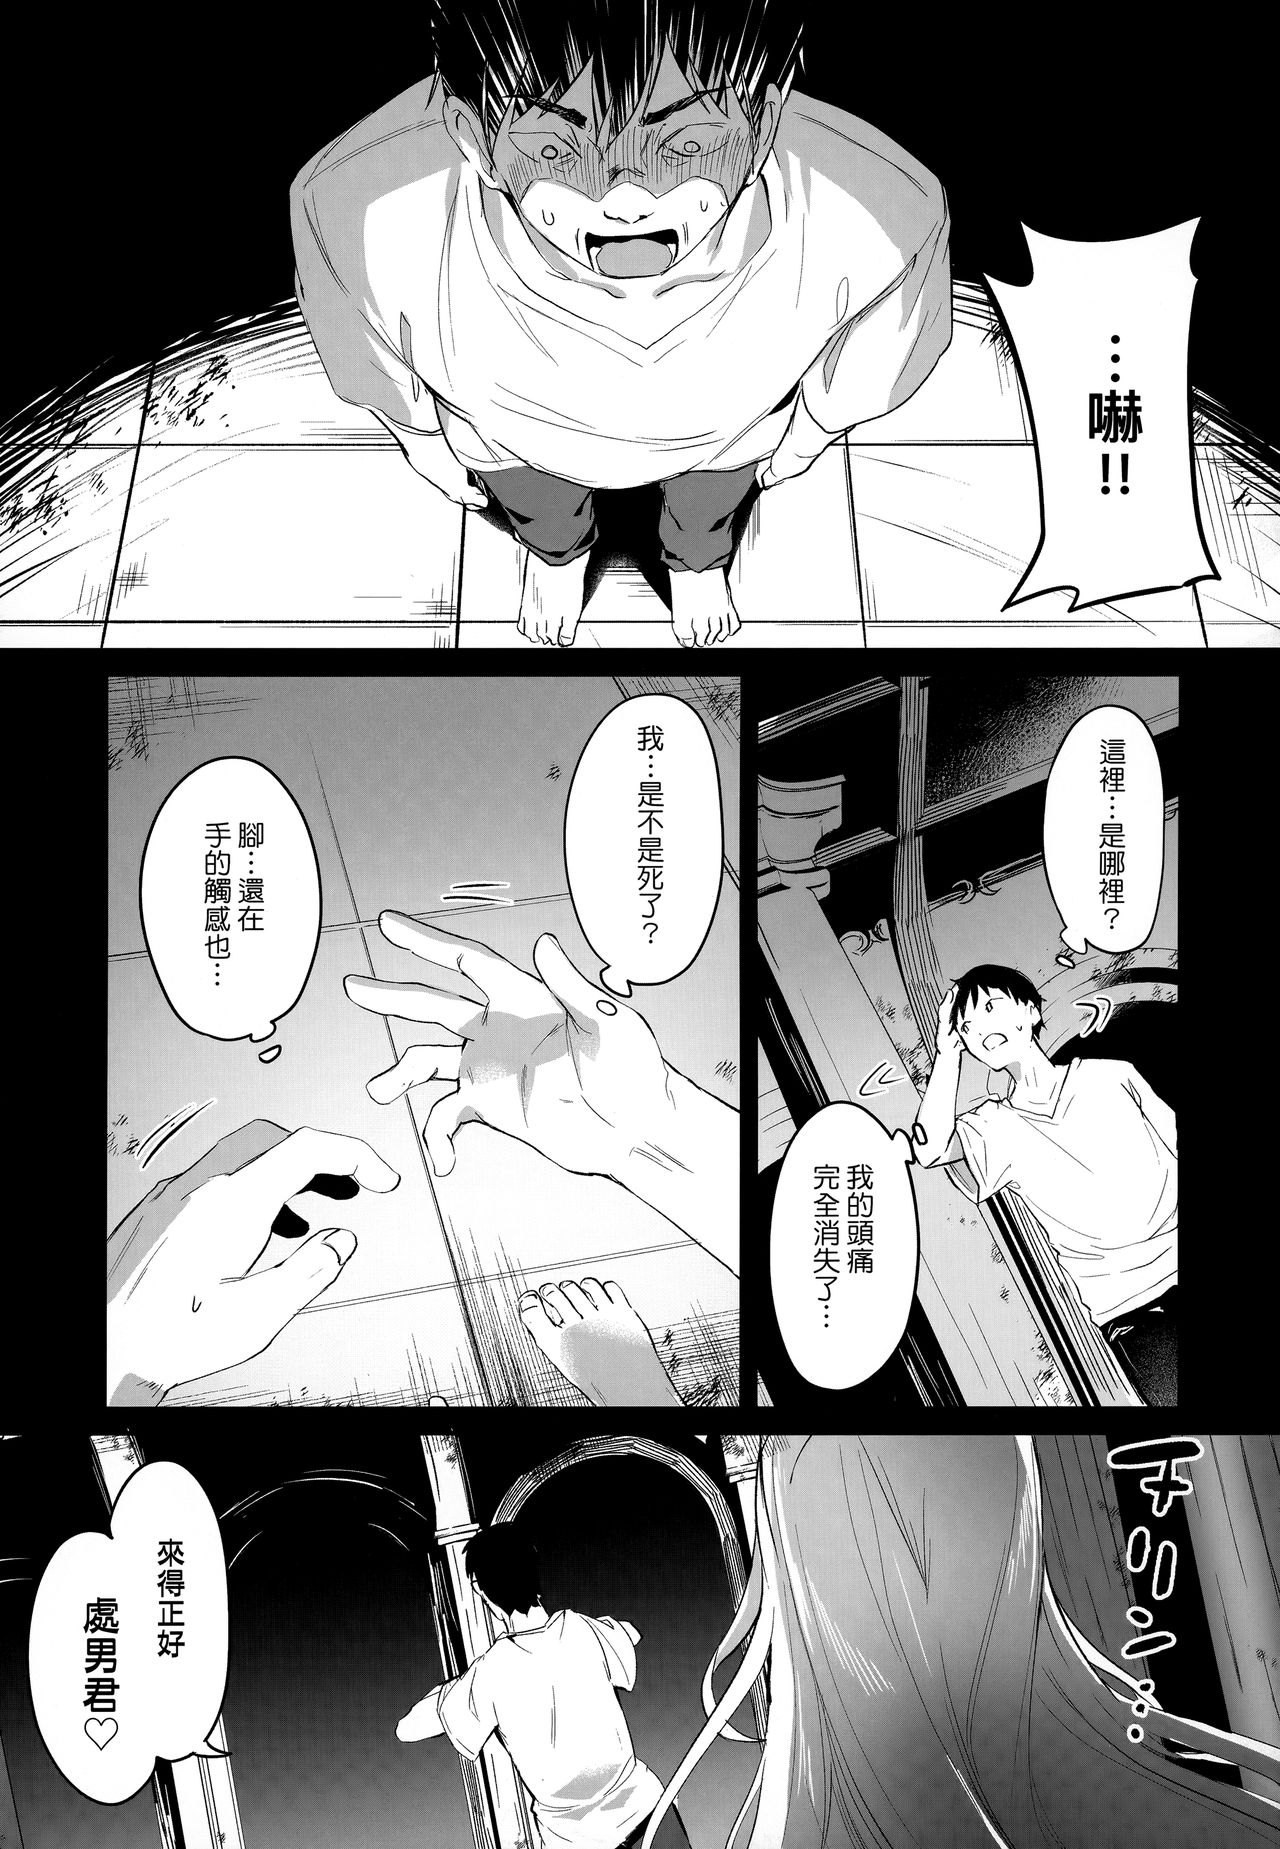 …嚇!!
這裡…是哪裡？
我的頭痛
完全消失了…
我…是不是死了？
腳…還在
手的觸感也…
チリン…
來得正好
處男君♡